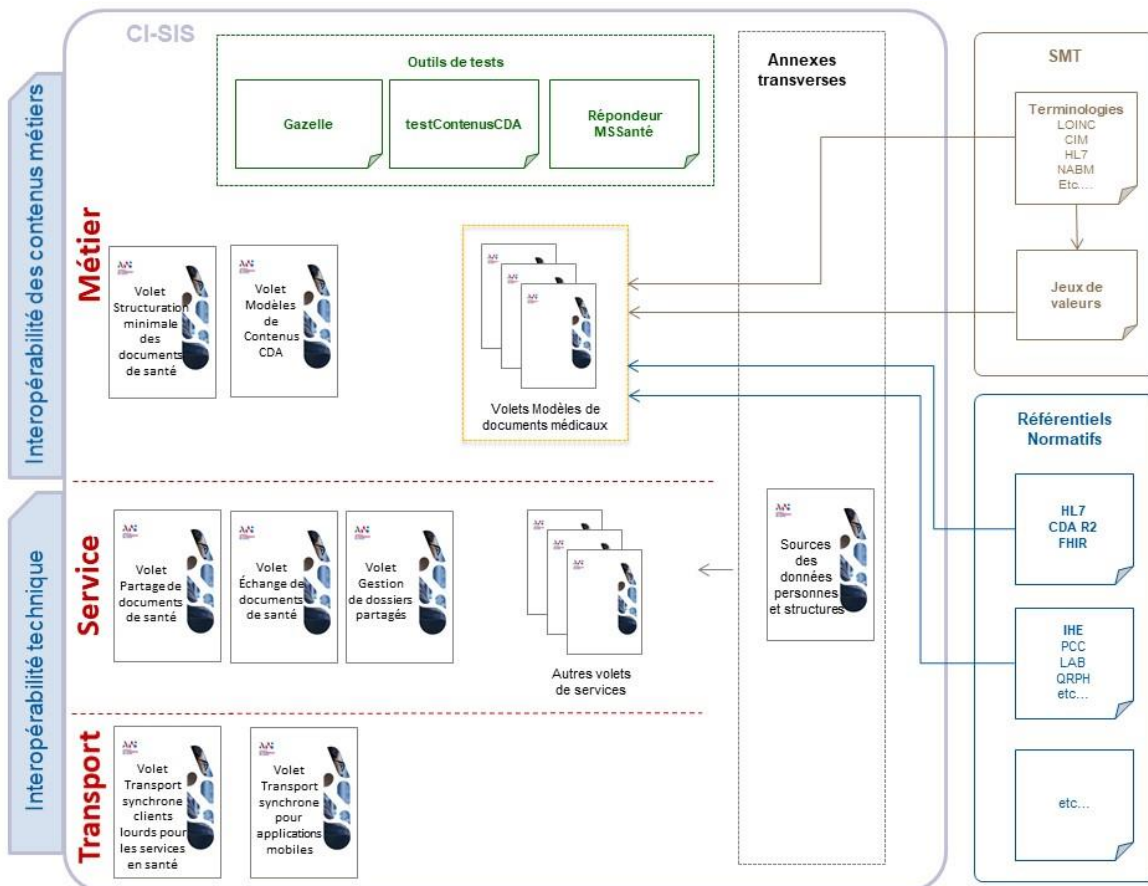 CI-SIS
Interopérabilité des contenus métiers
Interopérabilité technique
Outils de tests
Gazelle
testContenusCDA
Répondeur
MSSanté
Annexes
transverses
SMT
Terminologies
LOINC
CIM
HL7
NABM
Etc....
Jeux de
valeurs
Métier
Volet
Structuration
minimale
des
documents
de santé
Volet
Modèles
de
Contenus
CDA
Volets Modèles de
documents médicaux
Référentiels
Normatifs
HL7
CDA R2
FHIR
IHE
PCC
LAB
QRPH
etc...
etc...
Service
Volet
Partage de
documents
de santé
Volet
Échange de
documents
de santé
Volet
Gestion
de dossiers
partagés
Autres volets
de services
Sources
des
données
personnes
et structures
Transport
Volet
Transport
synchrone
clients
lourds pour
les services
en santé
Volet
Transport
synchrone
pour
applications
mobiles